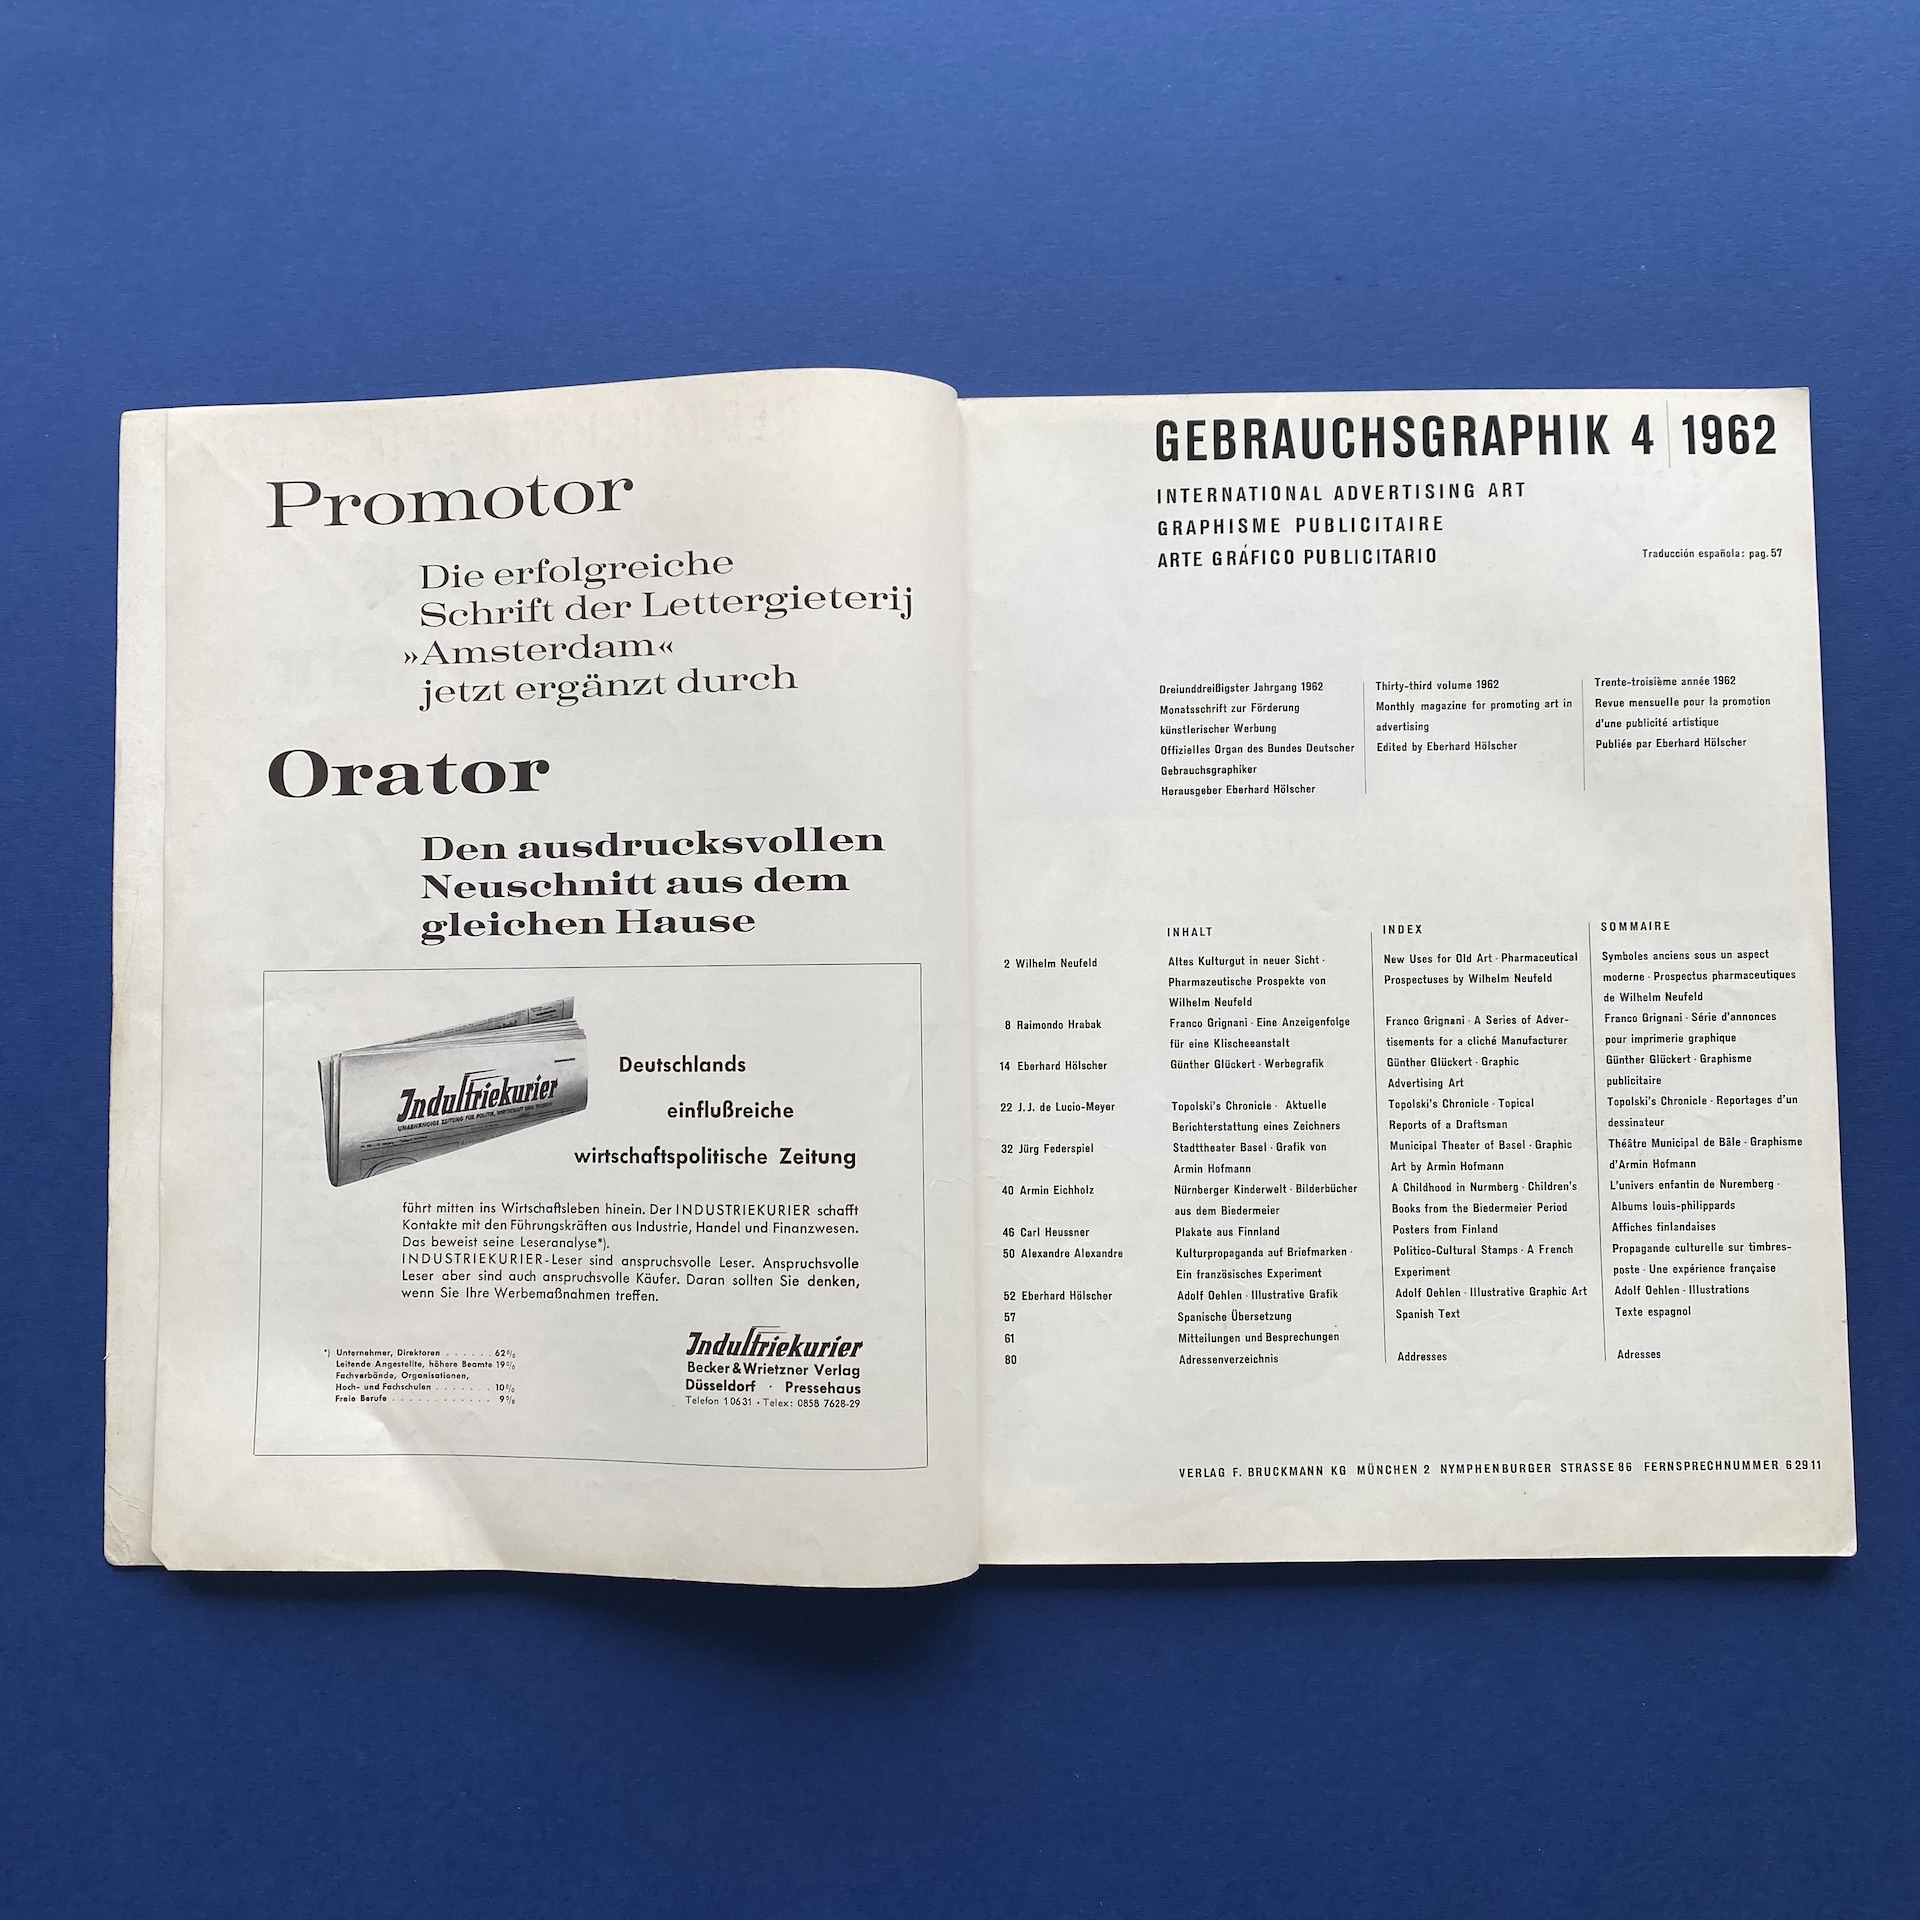 Promotor
Die erfolgreiche
Schrift der Lettergieterij
»Amsterdam«
jetzt ergänzt durch
Orator
Den ausdrucksvollen
Neuschnitt aus dem
gleichen Hause
Industriekurier
UNABHÄNGIGE ZEITUNG FÜR POLITIK, WIRTSCHAFT UND TECHNIK
Deutschlands
einflußreiche
wirtschaftspolitische Zeitung
führt mitten ins Wirtschaftsleben hinein. Der INDUSTRIEKURIER schafft
Kontakte mit den Führungskräften aus Industrie, Handel und Finanzwesen.
Das beweist seine Leseranalyse*).
INDUSTRIEKURIER-Leser sind anspruchsvolle Leser. Anspruchsvolle
Leser aber sind auch anspruchsvolle Käufer. Daran sollten Sie denken,
wenn Sie Ihre Werbemaßnahmen treffen.
*) Unternehmer, Direktoren . . . . . . 62%
Leitende Angestellte, höhere Beamte 19%
Fachverbände, Organisationen,
Hoch- und Fachschulen . . . . . . . 10%
Freie Berufe . . . . . . . . . . . . 9%
Industriekurier
Becker & Wrietzner Verlag
Düsseldorf · Pressehaus
Telefon 10631 · Telex: 0858 7628-29
GEBRAUCHSGRAPHIK 4 | 1962
INTERNATIONAL ADVERTISING ART
GRAPHISME PUBLICITAIRE
ARTE GRÁFICO PUBLICITARIO
Traducción española: pag. 57
Dreiunddreißigster Jahrgang 1962
Monatsschrift zur Förderung
künstlerischer Werbung
Offizielles Organ des Bundes Deutscher
Gebrauchsgraphiker
Herausgeber Eberhard Hölscher
Thirty-third volume 1962
Monthly magazine for promoting art in
advertising
Edited by Eberhard Hölscher
Trente-troisième année 1962
Revue mensuelle pour la promotion
d'une publicité artistique
Publiée par Eberhard Hölscher
2 Wilhelm Neufeld
8 Raimondo Hrabak
14 Eberhard Hölscher
22 J. J. de Lucio-Meyer
32 Jürg Federspiel
40 Armin Eichholz
46 Carl Heussner
50 Alexandre Alexandre
52 Eberhard Hölscher
57
61
80
INHALT
Altes Kulturgut in neuer Sicht ·
Pharmazeutische Prospekte von
Wilhelm Neufeld
Franco Grignani · Eine Anzeigenfolge
für eine Klischeeanstalt
Günther Glückert · Werbegrafik
Topolski's Chronicle · Aktuelle
Berichterstattung eines Zeichners
Stadttheater Basel · Grafik von
Armin Hofmann
Nürnberger Kinderwelt · Bilderbücher
aus dem Biedermeier
Plakate aus Finnland
Kulturpropaganda auf Briefmarken ·
Ein französisches Experiment
Adolf Oehlen · Illustrative Grafik
Spanische Übersetzung
Mitteilungen und Besprechungen
Adressenverzeichnis
INDEX
New Uses for Old Art · Pharmaceutical
Prospectuses by Wilhelm Neufeld
Franco Grignani · A Series of Adver-
tisements for a cliché Manufacturer
Günther Glückert · Graphic
Advertising Art
Topolski's Chronicle · Topical
Reports of a Draftsman
Municipal Theater of Basel · Graphic
Art by Armin Hofmann
A Childhood in Nurmberg · Children's
Books from the Biedermeier Period
Posters from Finland
Politico-Cultural Stamps · A French
Experiment
Adolf Oehlen · Illustrative Graphic Art
Spanish Text
Addresses
SOMMAIRE
Symboles anciens sous un aspect
moderne · Prospectus pharmaceutiques
de Wilhelm Neufeld
Franco Grignani · Série d'annonces
pour imprimerie graphique
Günther Glückert · Graphisme
publicitaire
Topolski's Chronicle · Reportages d'un
dessinateur
Théâtre Municipal de Bâle · Graphisme
d'Armin Hofmann
L'univers enfantin de Nuremberg ·
Albums louis-philippards
Affiches finlandaises
Propagande culturelle sur timbres-
poste · Une expérience française
Adolf Oehlen · Illustrations
Texte espagnol
Adresses
VERLAG F. BRUCKMANN KG MÜNCHEN 2 NYMPHENBURGER STRASSE 86 FERNSPRECHNUMMER 6 29 11